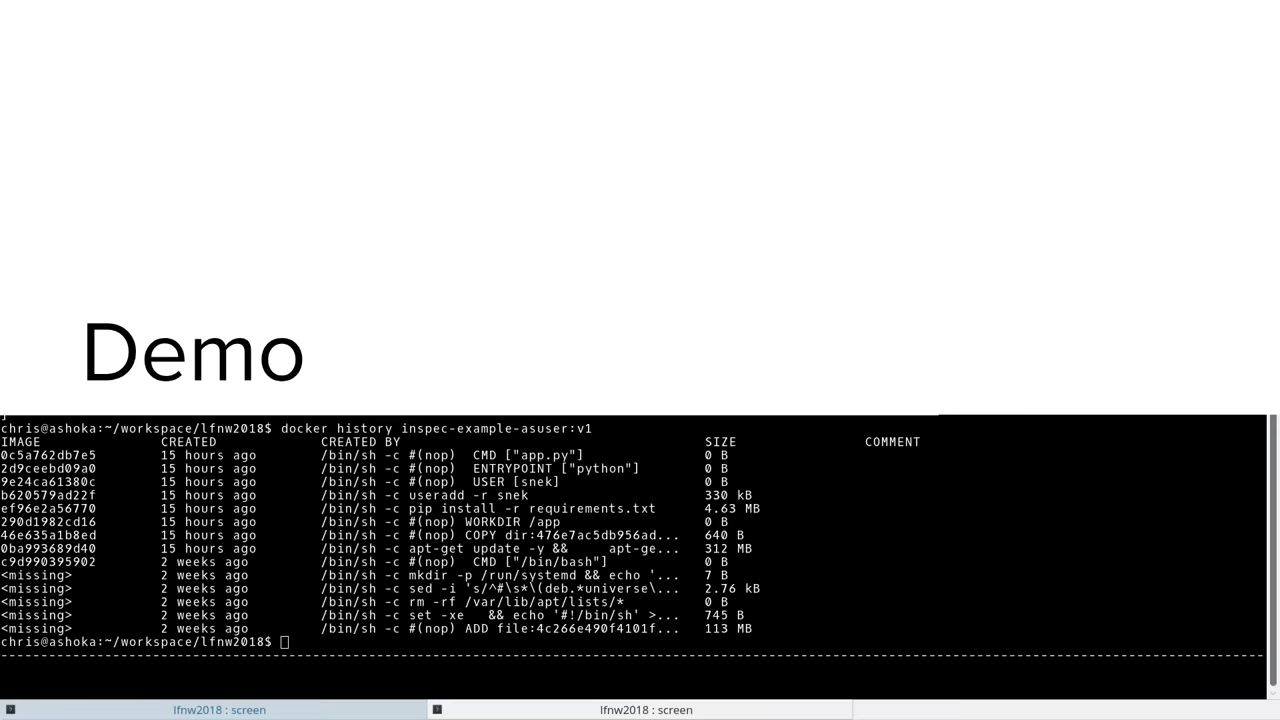 Demo
chris@ashoka:~/workspace/lfnw2018$ docker history inspec-example-asuser:v1
IMAGE CREATED CREATED BY SIZE COMMENT
0c5a762db7e5 15 hours ago /bin/sh -c #(nop) CMD ["app.py"] 0 B
2d9ceebd09a0 15 hours ago /bin/sh -c #(nop) ENTRYPOINT ["python"] 0 B
9e24ca61380c 15 hours ago /bin/sh -c #(nop) USER [snek] 0 B
b620579ad22f 15 hours ago /bin/sh -c useradd -r snek 330 kB
ef96e2a56770 15 hours ago /bin/sh -c pip install -r requirements.txt 4.63 MB
290d1982cd16 15 hours ago /bin/sh -c #(nop) WORKDIR /app 0 B
46e635a1b8ed 15 hours ago /bin/sh -c #(nop) COPY dir:476e7ac5db956ad... 640 B
0ba993689d40 15 hours ago /bin/sh -c apt-get update -y && apt-ge... 312 MB
c9d990395902 2 weeks ago /bin/sh -c #(nop) CMD ["/bin/bash"] 0 B
<missing> 2 weeks ago /bin/sh -c mkdir -p /run/systemd && echo '... 7 B
<missing> 2 weeks ago /bin/sh -c sed -i 's/^#\s*\(deb.*universe\... 2.76 kB
<missing> 2 weeks ago /bin/sh -c rm -rf /var/lib/apt/lists/* 0 B
<missing> 2 weeks ago /bin/sh -c set -xe && echo '#!/bin/sh' >... 745 B
<missing> 2 weeks ago /bin/sh -c #(nop) ADD file:4c266e490f4101f... 113 MB
chris@ashoka:~/workspace/lfnw2018$
lfnw2018 : screen
lfnw2018 : screen